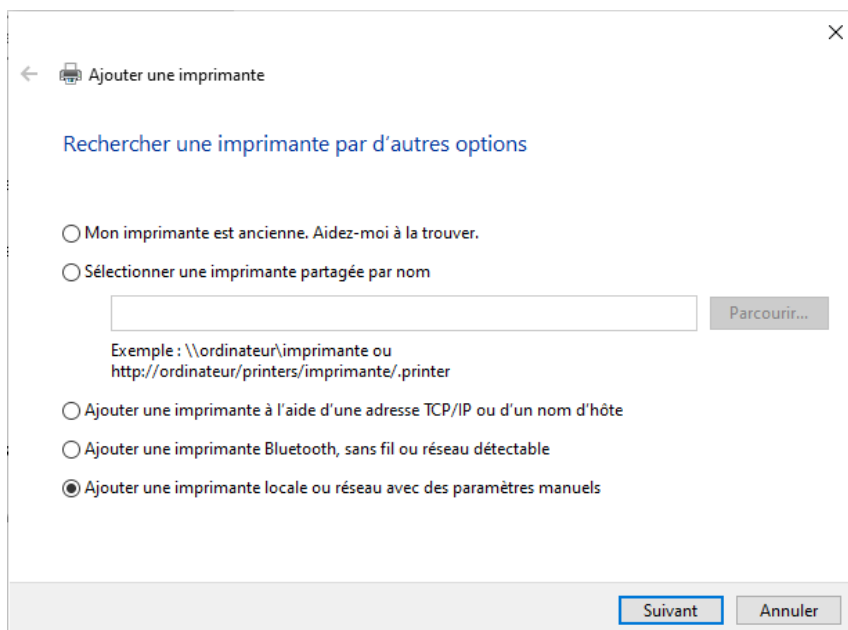 Ajouter une imprimante
Rechercher une imprimante par d'autres options
Mon imprimante est ancienne. Aidez-moi à la trouver.
Sélectionner une imprimante partagée par nom
Parcourir...
Exemple : \\ordinateur\imprimante ou
http://ordinateur/printers/imprimante/.printer
Ajouter une imprimante à l'aide d'une adresse TCP/IP ou d'un nom d'hôte
Ajouter une imprimante Bluetooth, sans fil ou réseau détectable
Ajouter une imprimante locale ou réseau avec des paramètres manuels
Suivant
Annuler